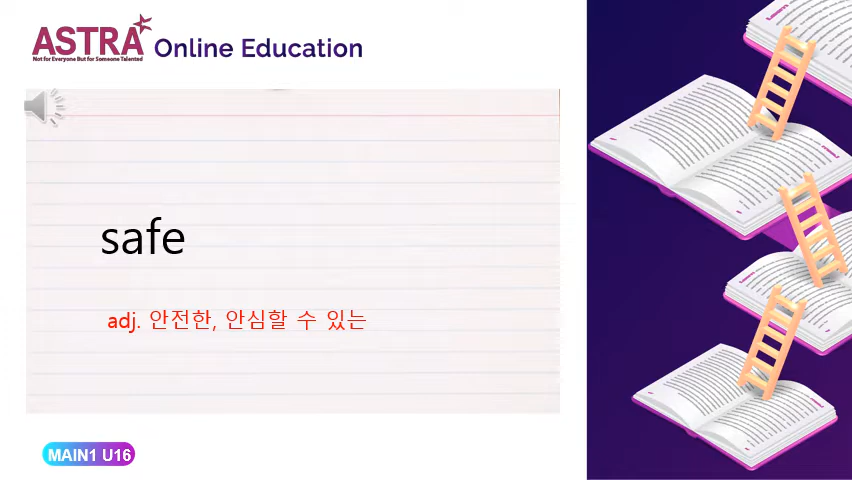 ASTRA Online Education
Not for Everyone But for Someone Talented
safe
adj. 안전한, 안심할 수 있는
MAIN1 U16